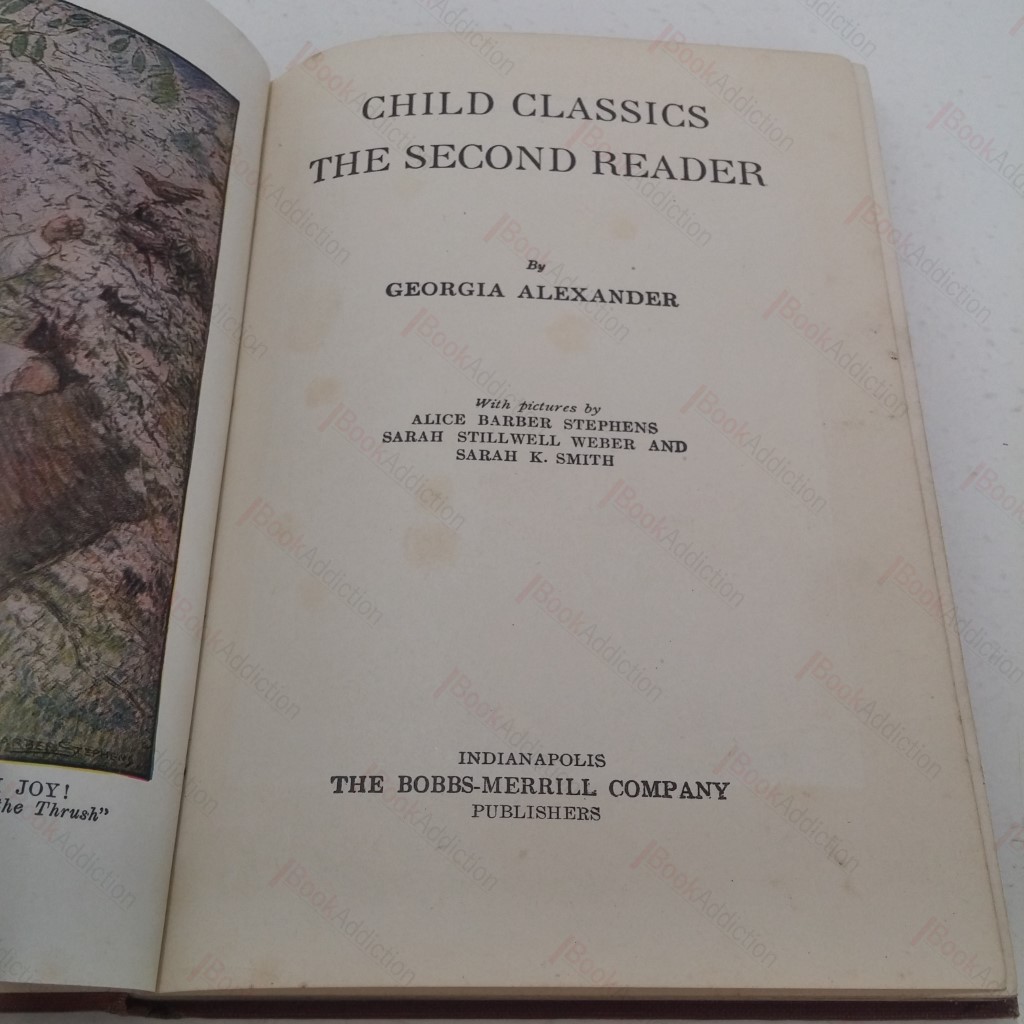 CHILD CLASSICS
THE SECOND READER
By
GEORGIA ALEXANDER
With pictures by
ALICE BARBER STEPHENS
SARAH STILLWELL WEBER AND
SARAH K. SMITH
INDIANAPOLIS
THE BOBBS-MERRILL COMPANY
PUBLISHERS
JOY!
the Thrush"
BookAddiction